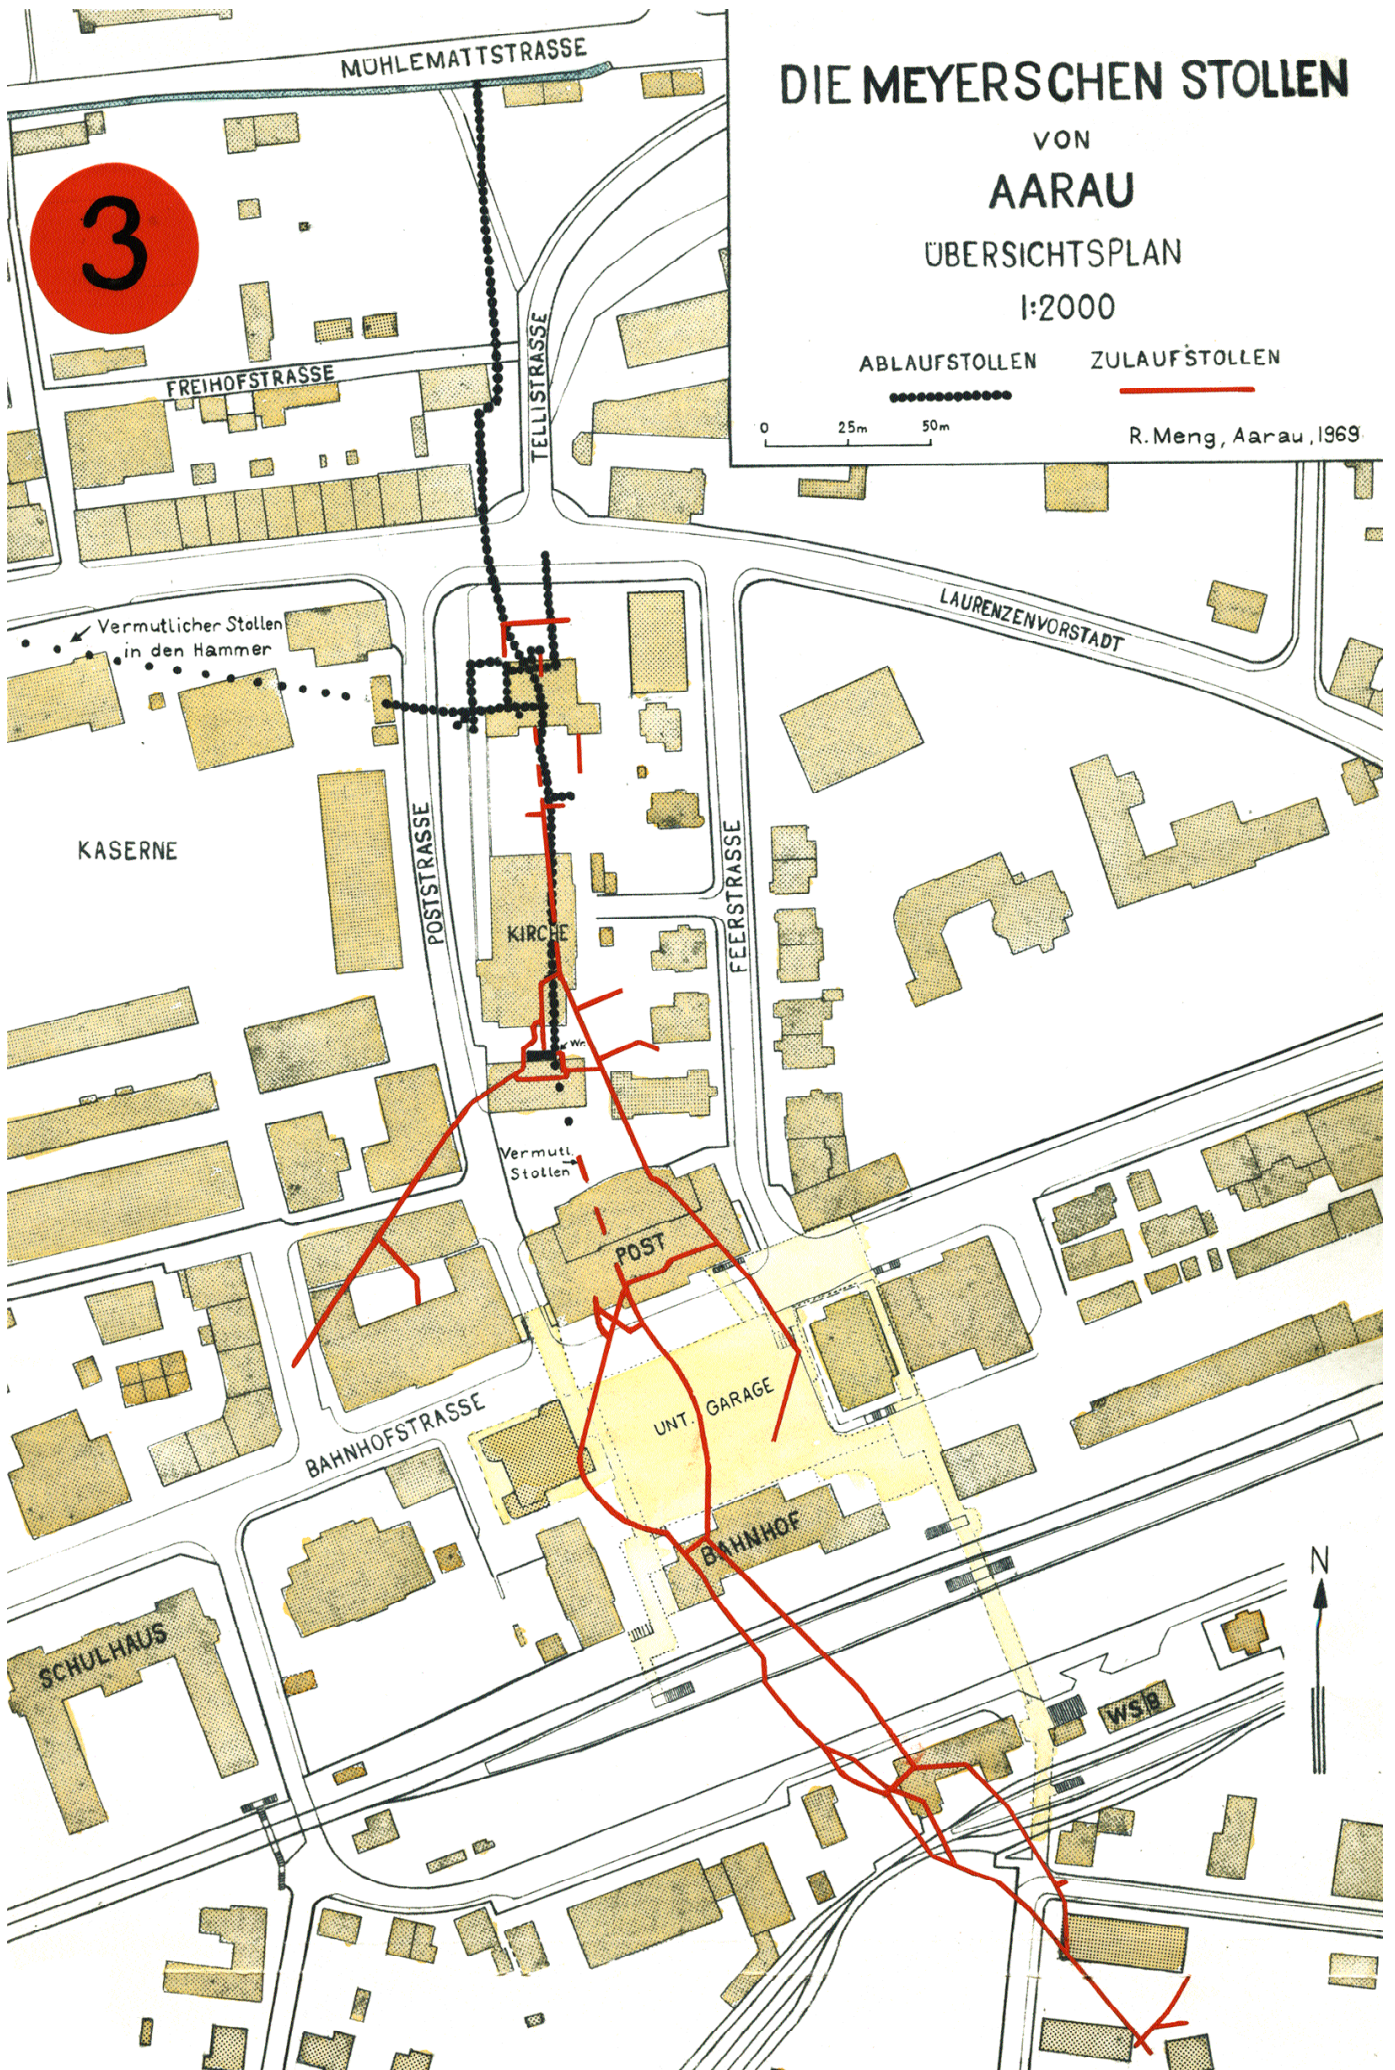 MÜHLEMATTSTRASSE
DIE MEYERSCHEN STOLLEN
VON
AARAU
ÜBERSICHTSPLAN
1:2000
ABLAUFSTOLLEN ZULAUFSTOLLEN
0 25m 50m
R. Meng, Aarau, 1969
3
FREIHOFSTRASSE
TELLISTRASSE
LAURENZENVORSTADT
Vermutlicher Stollen
in den Hammer
KASERNE
POSTSTRASSE
FEERSTRASSE
KIRCHE
Wr.
Vermutl.
Stollen
POST
UNT. GARAGE
BAHNHOFSTRASSE
BAHNHOF
N
SCHULHAUS
WSB